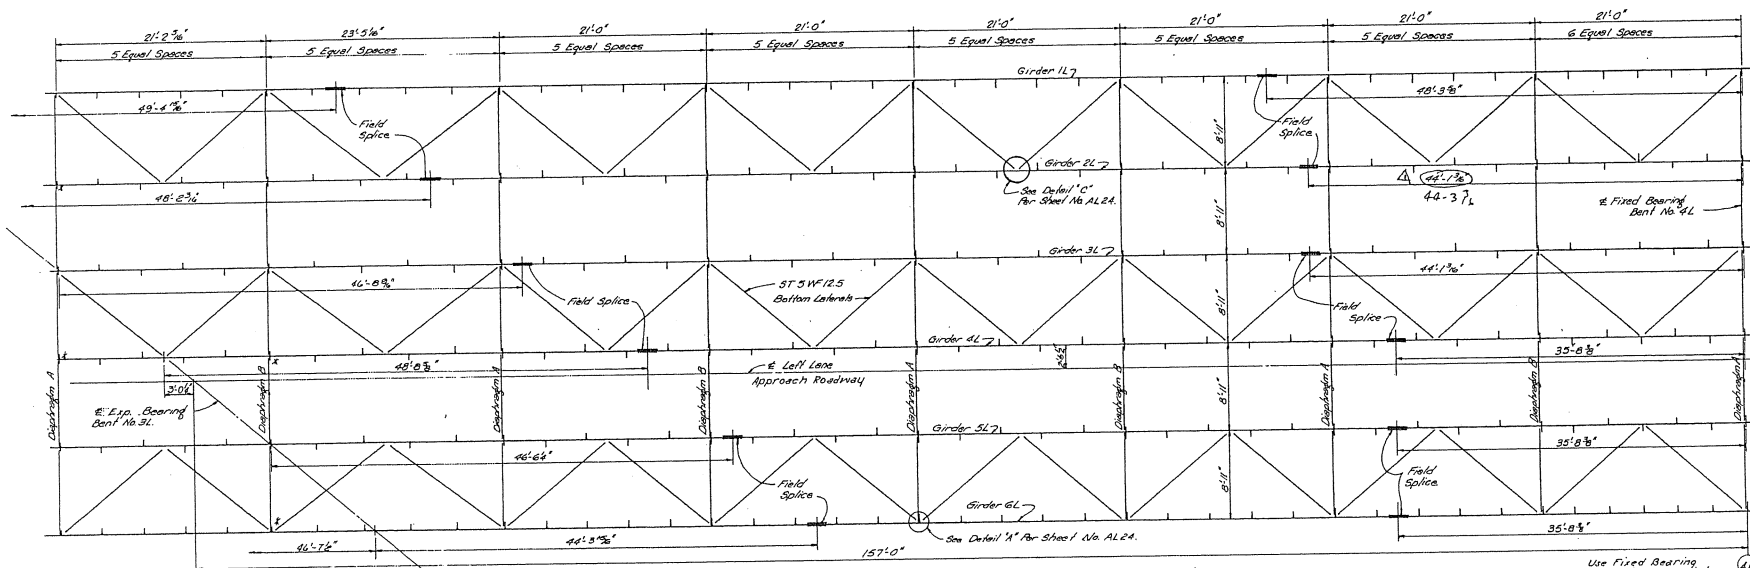 21'-2 5/16"
23'-5 1/16"
21'-0"
21'-0"
21'-0"
21'-0"
21'-0"
21'-0"
5 Equal Spaces
5 Equal Spaces
5 Equal Spaces
5 Equal Spaces
5 Equal Spaces
5 Equal Spaces
5 Equal Spaces
6 Equal Spaces
Girder 1L
49'-4 15/16"
48'-3 3/8"
Field
Splice
Field
Splice
8'-11"
Girder 2L
See Detail "C"
Per Sheet No. AL24.
44'-1 3/16"
44-3
℄ Fixed Bearing
Bent No. 4L
8'-11"
Girder 3L
46'-8 9/16"
Field Splice
ST 5 WF 12.5
Bottom Laterals
8'-11"
44'-1 3/16"
Field
Splice
Girder 4L
48'-8 5/8"
℄ Left Lane
Approach Roadway
35'-8 3/8"
3'-0 1/4"
℄ Exp. Bearing
Bent No. 3L.
Diaphragm A
Diaphragm B
Diaphragm A
Diaphragm B
Diaphragm A
Diaphragm B
Diaphragm A
Diaphragm B
Diaphragm A
8'-11"
Girder 5L
46'-6 1/4"
35'-8 3/8"
Field
Splice
8'-11"
Field
Splice
Girder 6L
See Detail "A" Per Sheet No. AL24.
46'-7 1/2"
44'-3 15/16"
35'-8 3/8"
157'-0"
Use Fixed Bearing